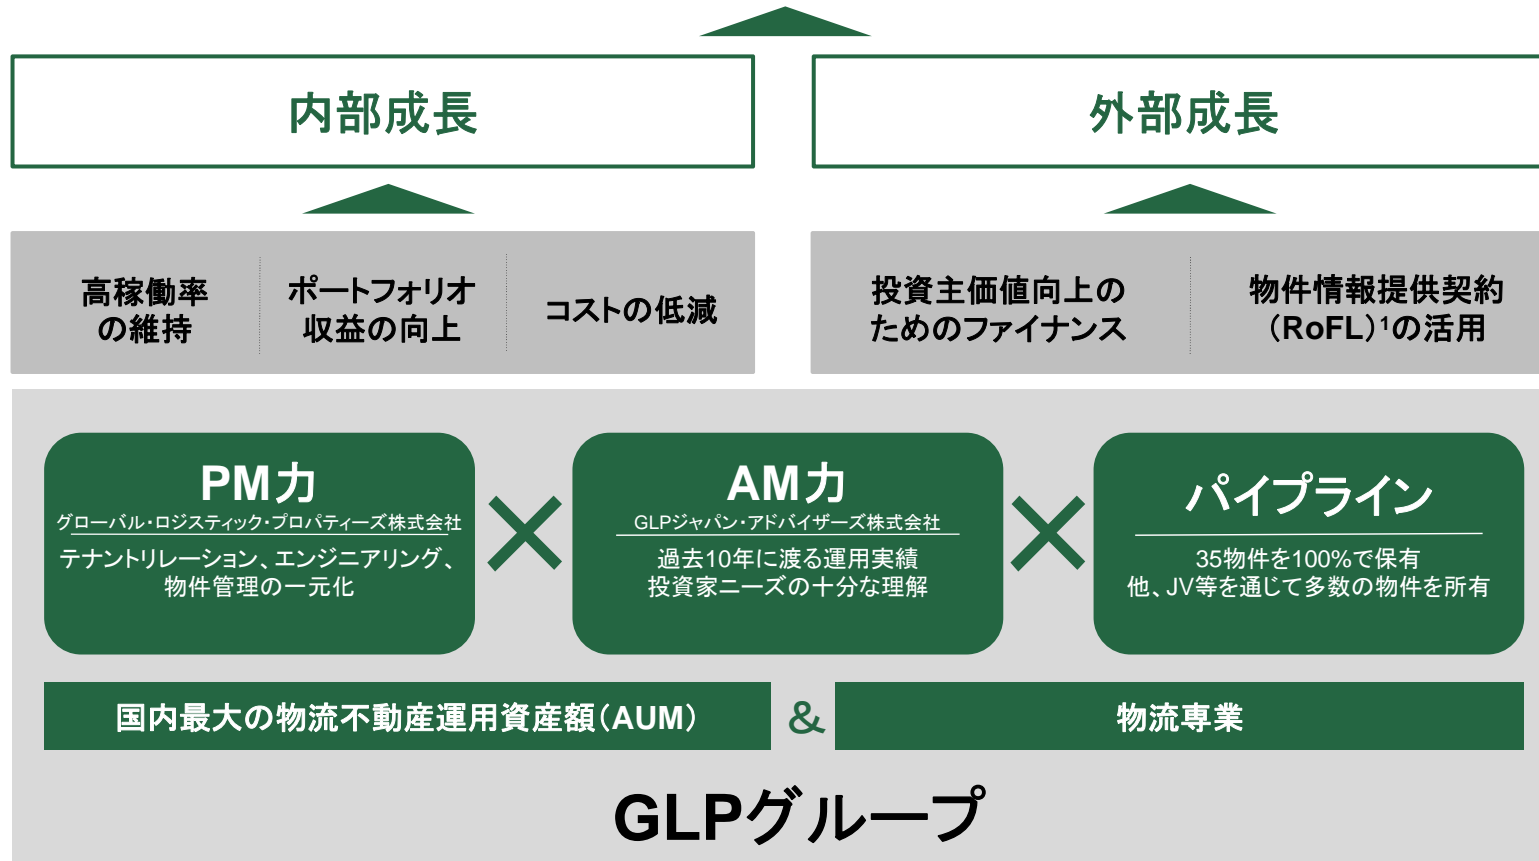 内部成長
外部成長
高稼働率
の維持
ポートフォリオ
収益の向上
コストの低減
投資主価値向上の
ためのファイナンス
物件情報提供契約
(RoFL)¹の活用
PM力
グローバル・ロジスティック・プロパティーズ株式会社
テナントリレーション、エンジニアリング、
物件管理の一元化
AM力
GLPジャパン・アドバイザーズ株式会社
過去10年に渡る運用実績
投資家ニーズの十分な理解
パイプライン
35物件を100%で保有
他、JV等を通じて多数の物件を所有
国内最大の物流不動産運用資産額(AUM)
&
物流専業
GLPグループ